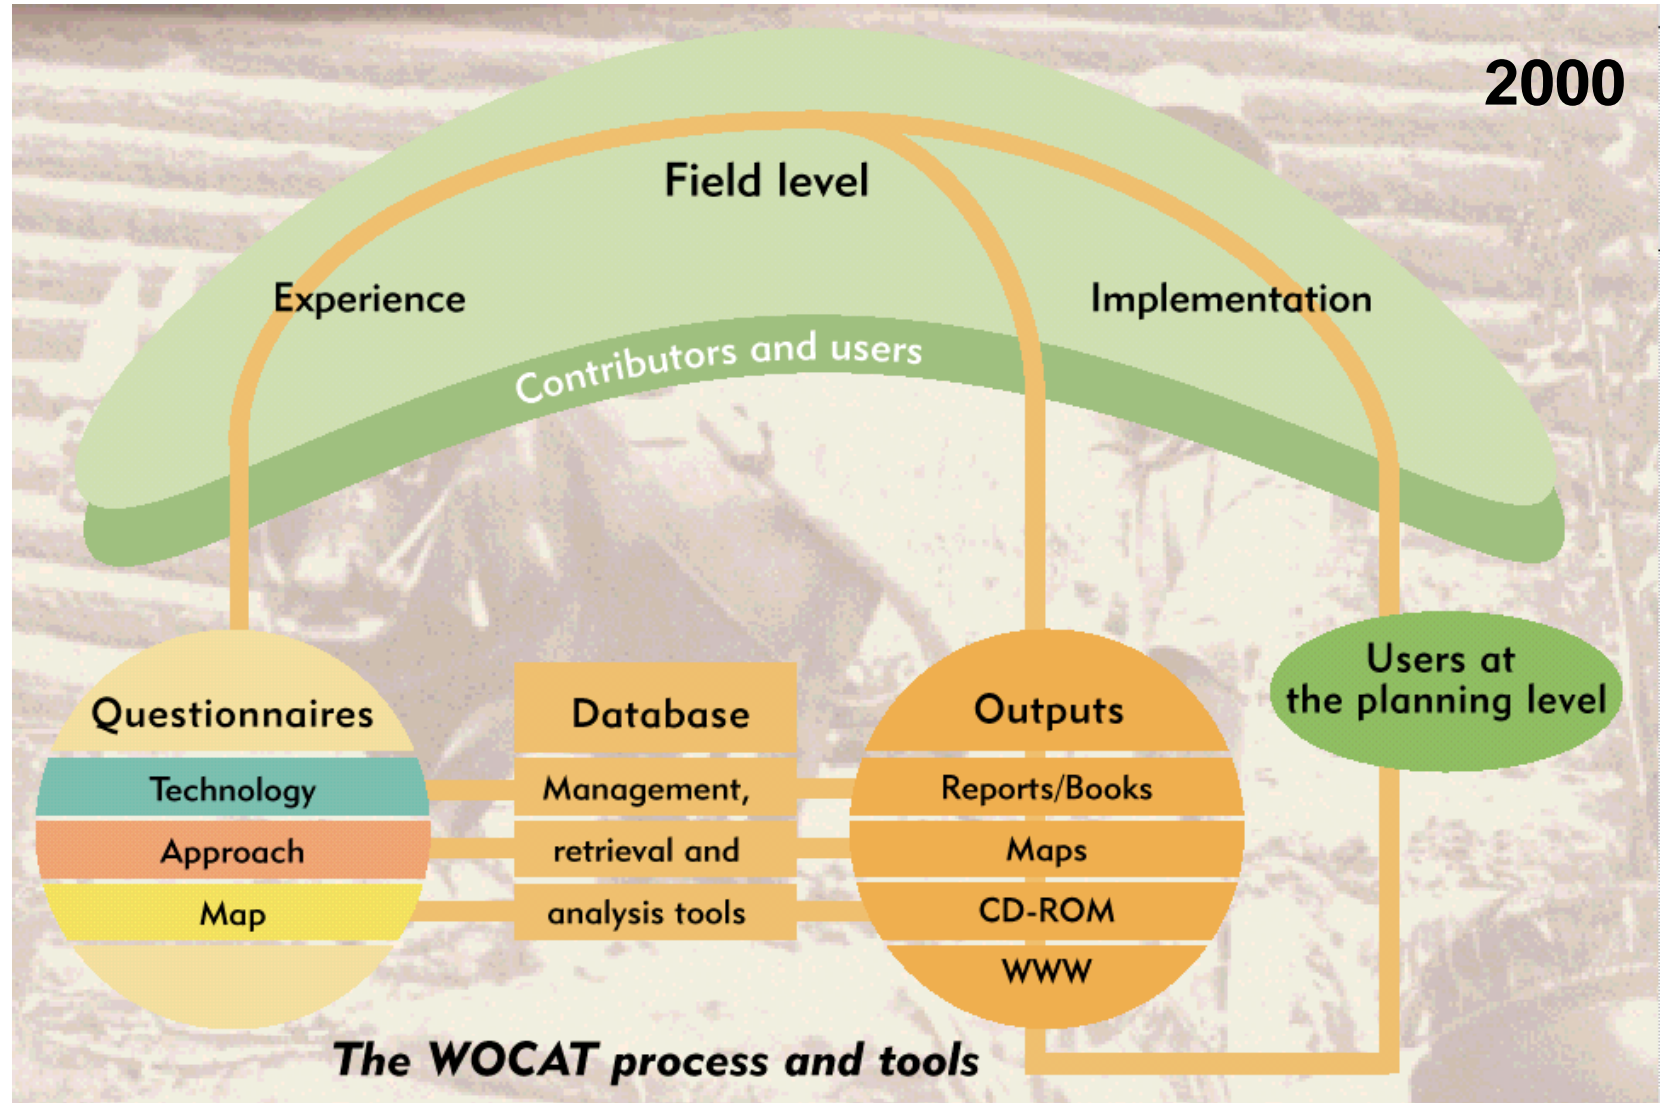 2000
Field level
Experience
Implementation
Contributors and users
Users at
the planning level
Questionnaires
Technology
Approach
Map
Database
Management,
retrieval and
analysis tools
Outputs
Reports/Books
Maps
CD-ROM
WWW
The WOCAT process and tools